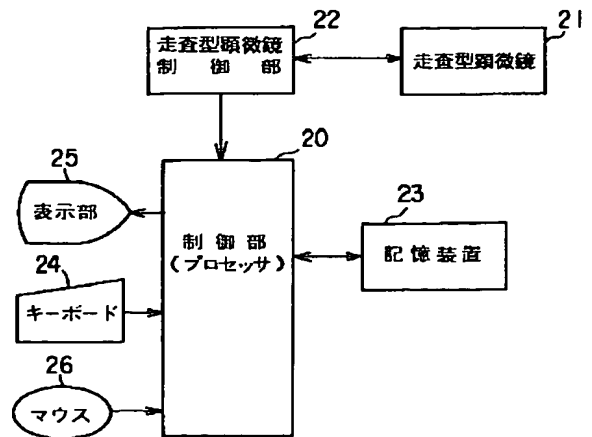 22
21
走査型顕微鏡
制御部
走査型顕微鏡
20
25
表示部
制御部
(プロセッサ)
23
記憶装置
24
キーボード
26
マウス